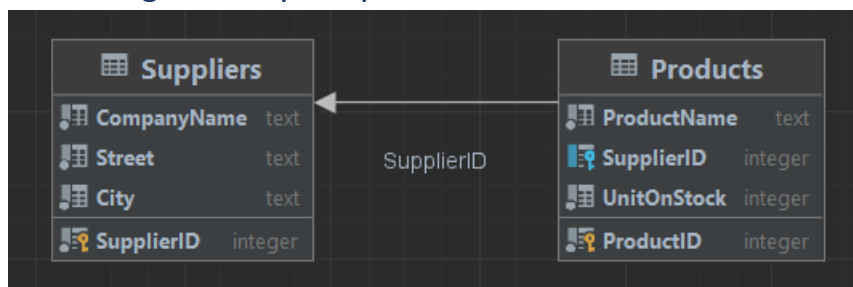 Suppliers
CompanyName text
Street text
City text
SupplierID integer
SupplierID
Products
ProductName text
SupplierID integer
UnitOnStock integer
ProductID integer